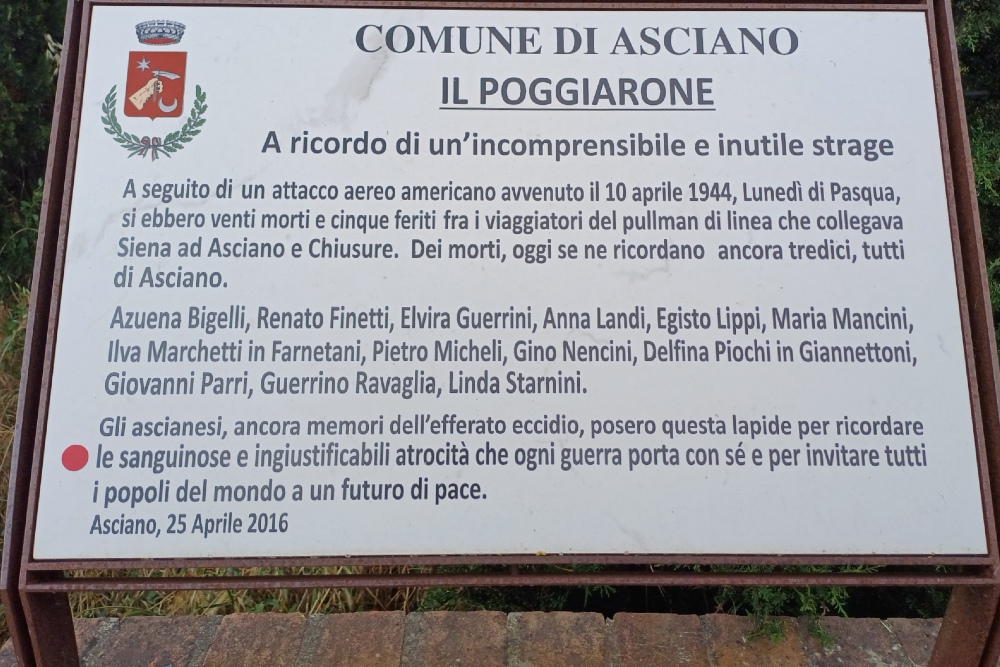 COMUNE DI ASCIANO
IL POGGIARONE
A ricordo di un'incomprensibile e inutile strage
A seguito di un attacco aereo americano avvenuto il 10 aprile 1944, Lunedì di Pasqua,
si ebbero venti morti e cinque feriti fra i viaggiatori del pullman di linea che collegava
Siena ad Asciano e Chiusure. Dei morti, oggi se ne ricordano ancora tredici, tutti
di Asciano.
Azuena Bigelli, Renato Finetti, Elvira Guerrini, Anna Landi, Egisto Lippi, Maria Mancini,
Ilva Marchetti in Farnetani, Pietro Micheli, Gino Nencini, Delfina Piochi in Giannettoni,
Giovanni Parri, Guerrino Ravaglia, Linda Starnini.
Gli ascianesi, ancora memori dell'efferato eccidio, posero questa lapide per ricordare
le sanguinose e ingiustificabili atrocità che ogni guerra porta con sé e per invitare tutti
i popoli del mondo a un futuro di pace.
Asciano, 25 Aprile 2016